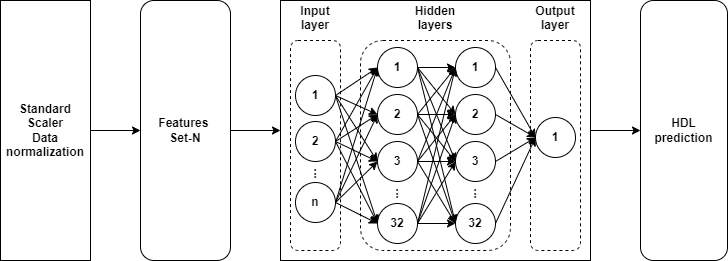 Standard
Scaler
Data
normalization
Features
Set-N
Input
layer
1
2
...
n
Hidden
layers
1
2
3
...
32
1
2
3
...
32
Output
layer
1
HDL
prediction